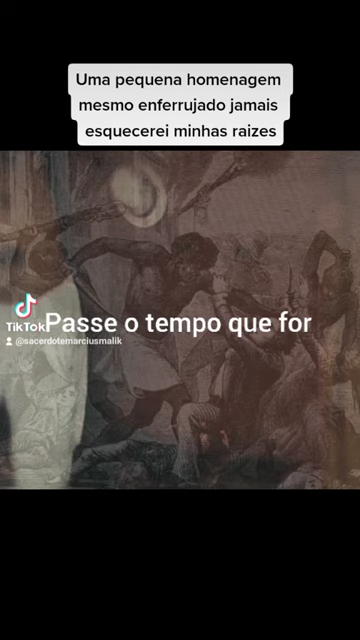 Uma pequena homenagem
mesmo enferrujado jamais
esquecerei minhas raizes
Passe o tempo que for
TikTok
@sacerdotemarciusmalik